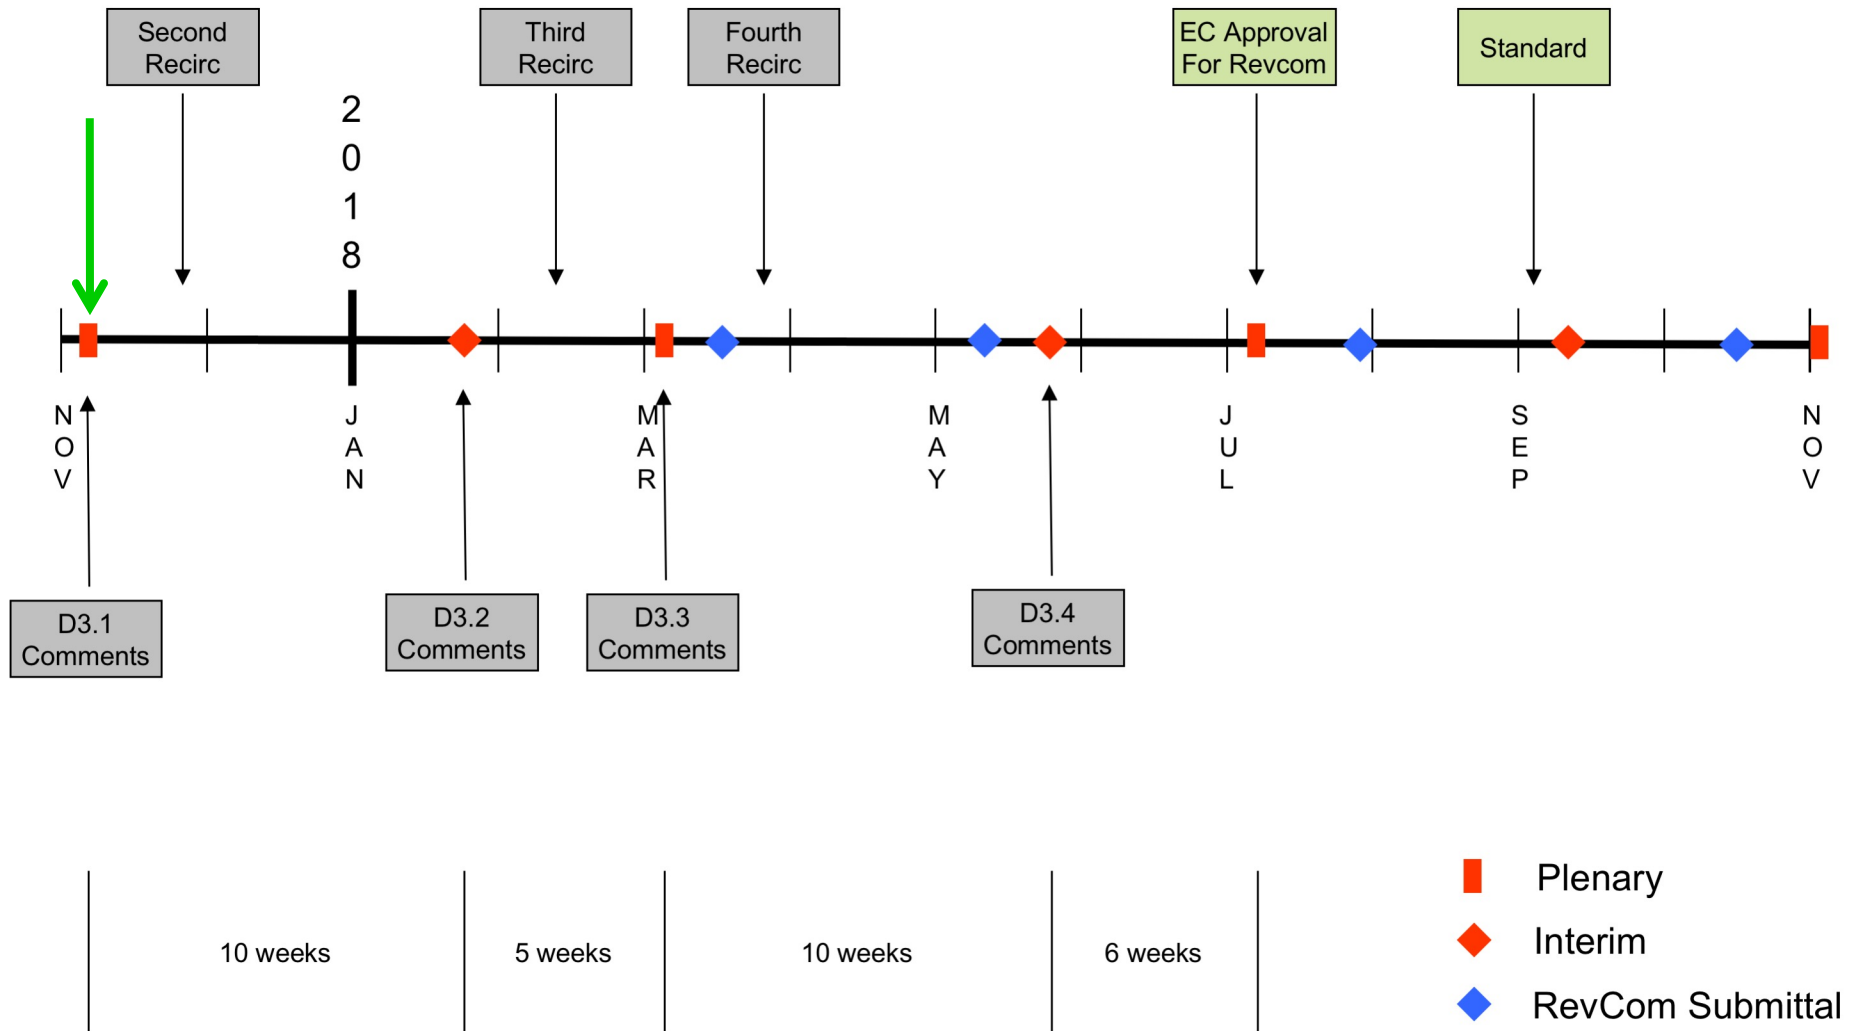 Second
Recirc
Third
Recirc
Fourth
Recirc
EC Approval
For Revcom
Standard
2
0
1
8
N
O
V
J
A
N
M
A
R
M
A
Y
J
U
L
S
E
P
N
O
V
D3.1
Comments
D3.2
Comments
D3.3
Comments
D3.4
Comments
10 weeks
5 weeks
10 weeks
6 weeks
Plenary
Interim
RevCom Submittal